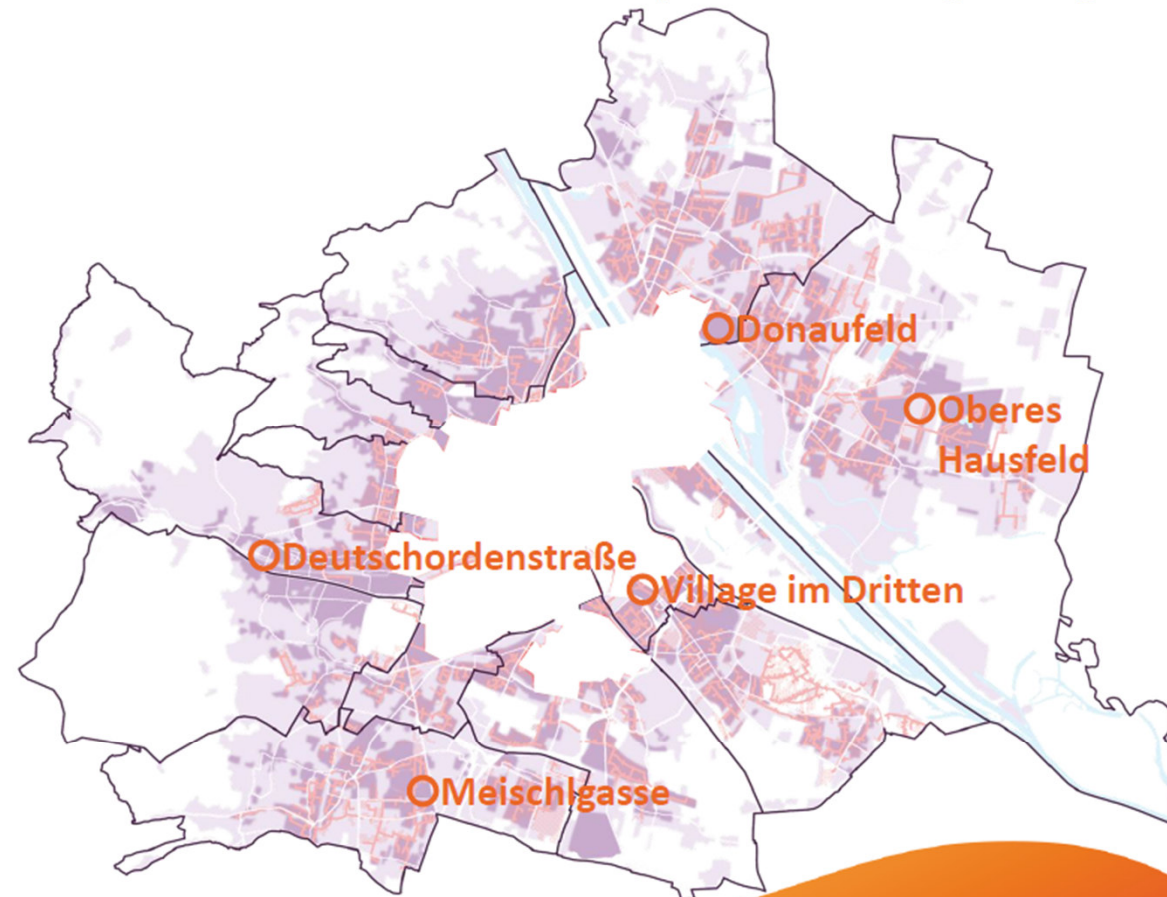 Donaufeld
Oberes
Hausfeld
Deutschordenstraße
Village im Dritten
Meischlgasse